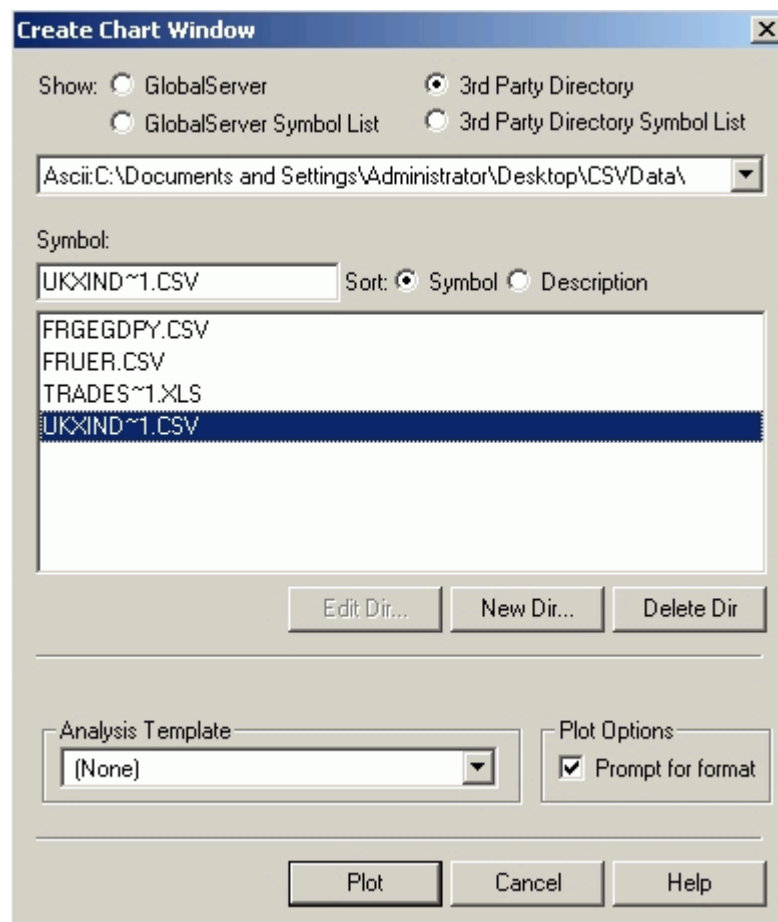 Create Chart Window
Show: GlobalServer 3rd Party Directory
GlobalServer Symbol List 3rd Party Directory Symbol List
Ascii:C:\Documents and Settings\Administrator\Desktop\CSVData\
Symbol:
UKXIND~1.CSV Sort: Symbol Description
FRGEGDPY.CSV
FRUER.CSV
TRADES~1.XLS
UKXIND~1.CSV
Edit Dir... New Dir... Delete Dir
Analysis Template Plot Options
(None) Prompt for format
Plot Cancel Help